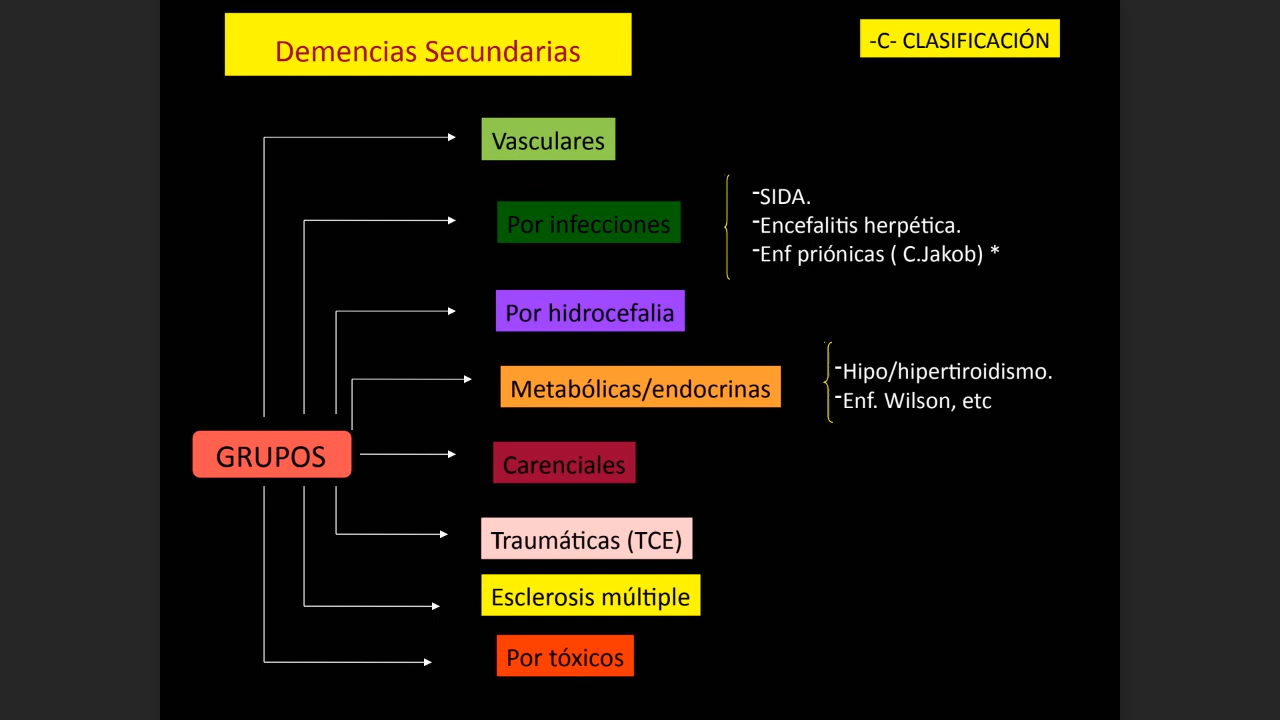 Demencias Secundarias
-C- CLASIFICACIÓN
Vasculares
Por infecciones
-SIDA.
-Encefalitis herpética.
-Enf priónicas ( C.Jakob) *
Por hidrocefalia
Metabólicas/endocrinas
-Hipo/hipertiroidismo.
-Enf. Wilson, etc
GRUPOS
Carenciales
Traumáticas (TCE)
Esclerosis múltiple
Por tóxicos